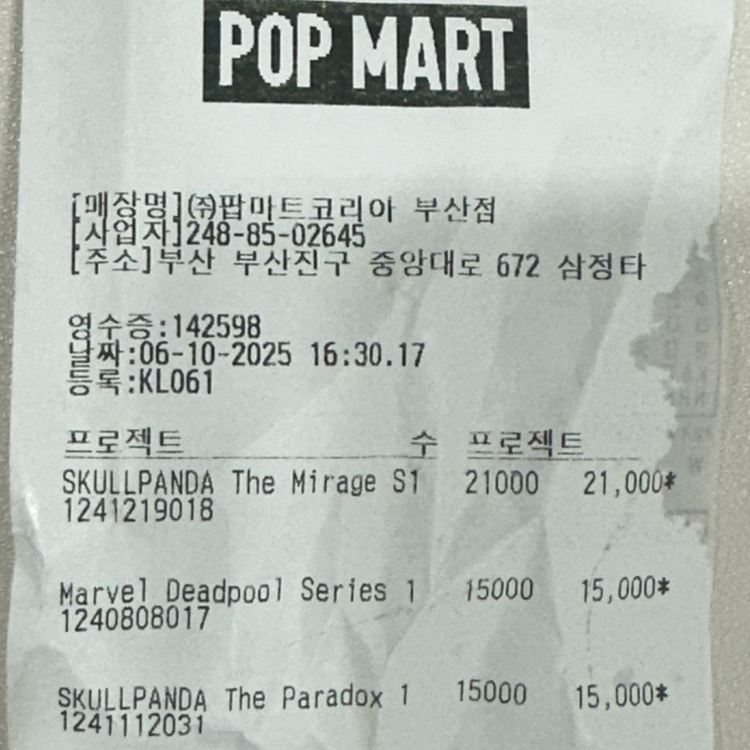 POP MART
[매장명](주)팝마트코리아 부산점
[사업자]248-85-02645
[주소]부산 부산진구 중앙대로 672 삼정타
영수증:142598
날짜:06-10-2025 16:30.17
등록:KL061
프로젝트 수 프로젝트
SKULLPANDA The Mirage S1 21000 21,000*
1241219018
Marvel Deadpool Series 1 15000 15,000*
1240808017
SKULLPANDA The Paradox 1 15000 15,000*
1241112031